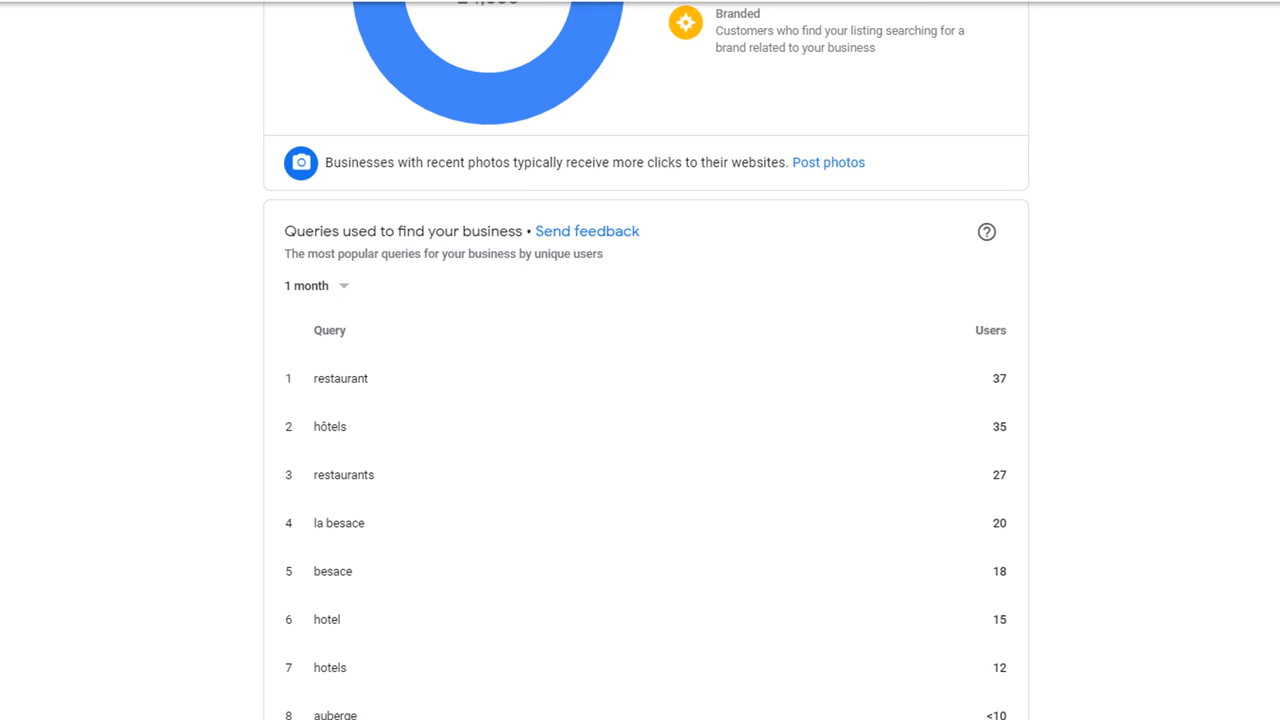 Branded
Customers who find your listing searching for a
brand related to your business
Businesses with recent photos typically receive more clicks to their websites. Post photos
Queries used to find your business • Send feedback
The most popular queries for your business by unique users
1 month
Query Users
1 restaurant 37
2 hôtels 35
3 restaurants 27
4 la besace 20
5 besace 18
6 hotel 15
7 hotels 12
8 auberge <10